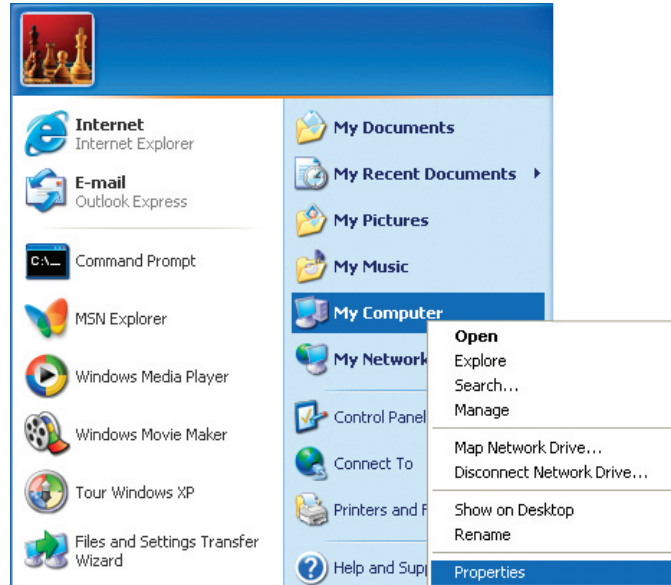 Internet
Internet Explorer
E-mail
Outlook Express
C:\_
Command Prompt
MSN Explorer
Windows Media Player
Windows Movie Maker
Tour Windows XP
Files and Settings Transfer
Wizard
My Documents
My Recent Documents
My Pictures
My Music
My Computer
My Network
Control Panel
Connect To
Printers and F
Help and Sup
Open
Explore
Search...
Manage
Map Network Drive...
Disconnect Network Drive...
Show on Desktop
Rename
Properties